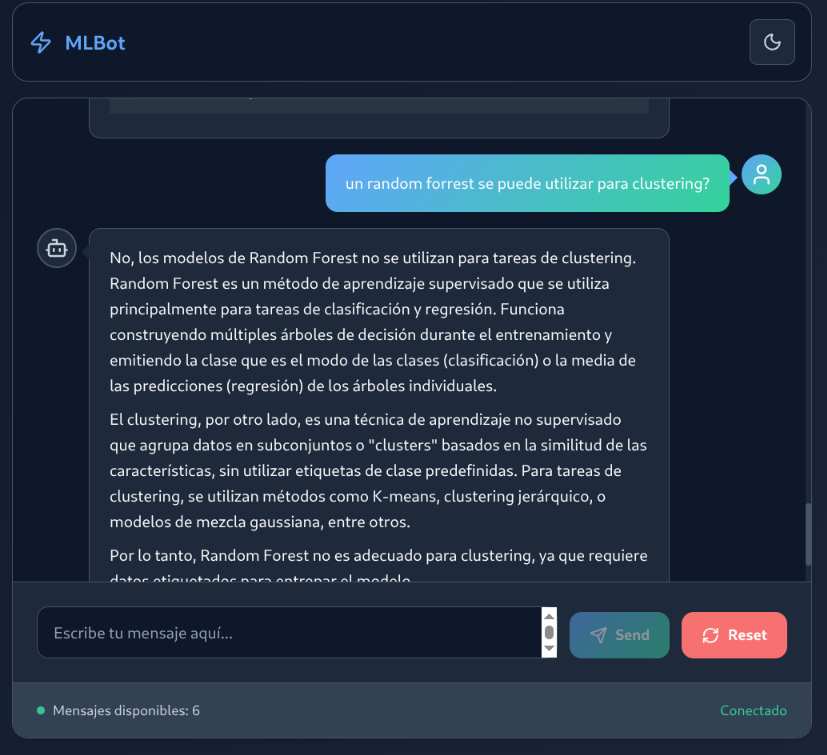 MLBot
un random forrest se puede utilizar para clustering?
No, los modelos de Random Forest no se utilizan para tareas de clustering.
Random Forest es un método de aprendizaje supervisado que se utiliza
principalmente para tareas de clasificación y regresión. Funciona
construyendo múltiples árboles de decisión durante el entrenamiento y
emitiendo la clase que es el modo de las clases (clasificación) o la media de
las predicciones (regresión) de los árboles individuales.
El clustering, por otro lado, es una técnica de aprendizaje no supervisado
que agrupa datos en subconjuntos o "clusters" basados en la similitud de las
características, sin utilizar etiquetas de clase predefinidas. Para tareas de
clustering, se utilizan métodos como K-means, clustering jerárquico, o
modelos de mezcla gaussiana, entre otros.
Por lo tanto, Random Forest no es adecuado para clustering, ya que requiere
datos etiquetados para entrenar el modelo.
Escribe tu mensaje aquí...
Send
Reset
Mensajes disponibles: 6
Conectado